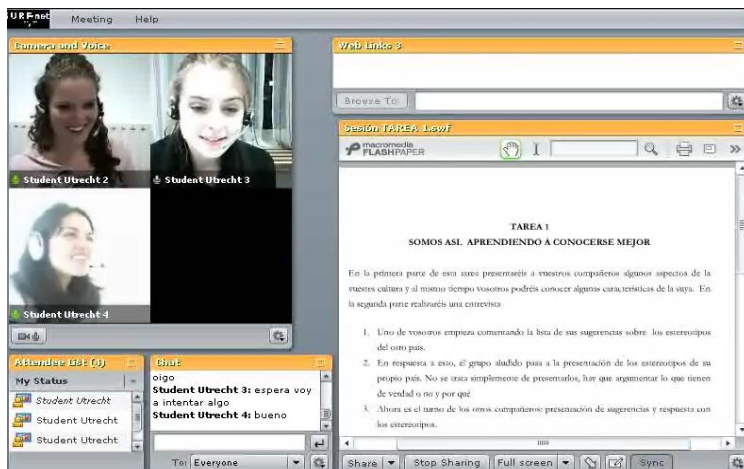 SURFnet
Meeting Help
Camera and Voice
Student Utrecht 2
Student Utrecht 3
Student Utrecht 4
Attendee List (4)
My Status
Student Utrecht
Student Utrecht
Student Utrecht
Chat
oigo
Student Utrecht 3: espera voy
a intentar algo
Student Utrecht 4: bueno
To: Everyone
Web Links 3
Browse To:
Sesión TAREA 1.swf
macromedia
FLASHPAPER
TAREA 1
SOMOS ASI. APRENDIENDO A CONOCERSE MEJOR
En la primera parte de esta tarea presentaréis a vuestros compañeros algunos aspectos de la
vuestra cultura y al mismo tiempo vosotros podréis conocer algunas características de la suya. En
la segunda parte realizaréis una entrevista
1. Uno de vosotros empieza comentando la lista de sus sugerencias sobre los estereotipos
del otro país.
2. En respuesta a esto, el grupo aludido pasa a la presentación de los estereotipos de su
propio país. No se trata simplemente de presentarlos, hay que argumentar lo que tienen
de verdad o no y por qué
3. Ahora es el turno de los otros compañeros: presentación de sugerencias y respuesta con
los estereotipos.
Share Stop Sharing Full screen Sync